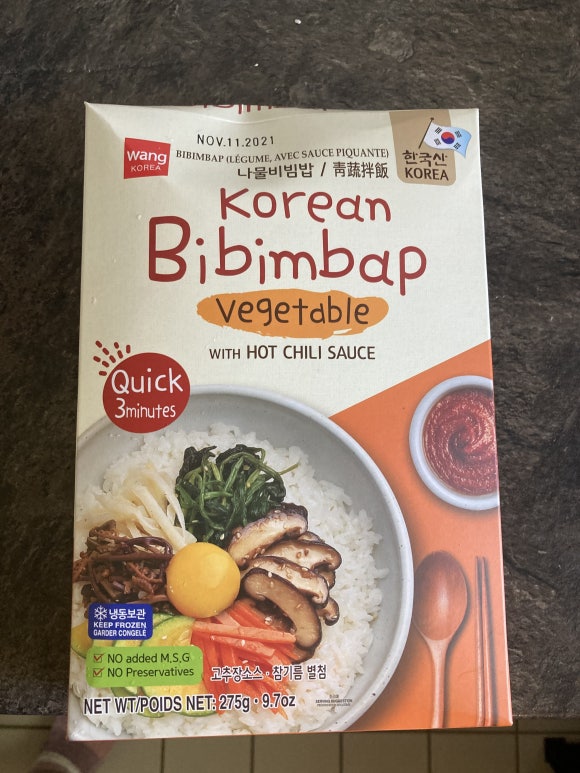 NOV.11.2021
wang
KOREA
BIBIMBAP (LÉGUME, AVEC SAUCE PIQUANTE)
나물비빔밥 / 靑蔬拌飯
한국산
KOREA
Korean
Bibimbap
vegetable
WITH HOT CHILI SAUCE
Quick
3minutes
냉동보관
KEEP FROZEN
GARDER CONGELÉ
NO added M,S,G
NO Preservatives
고추장소스 · 참기름 별첨
NET WT/POIDS NET: 275g · 9.7oz
SERVING SUGGESTION